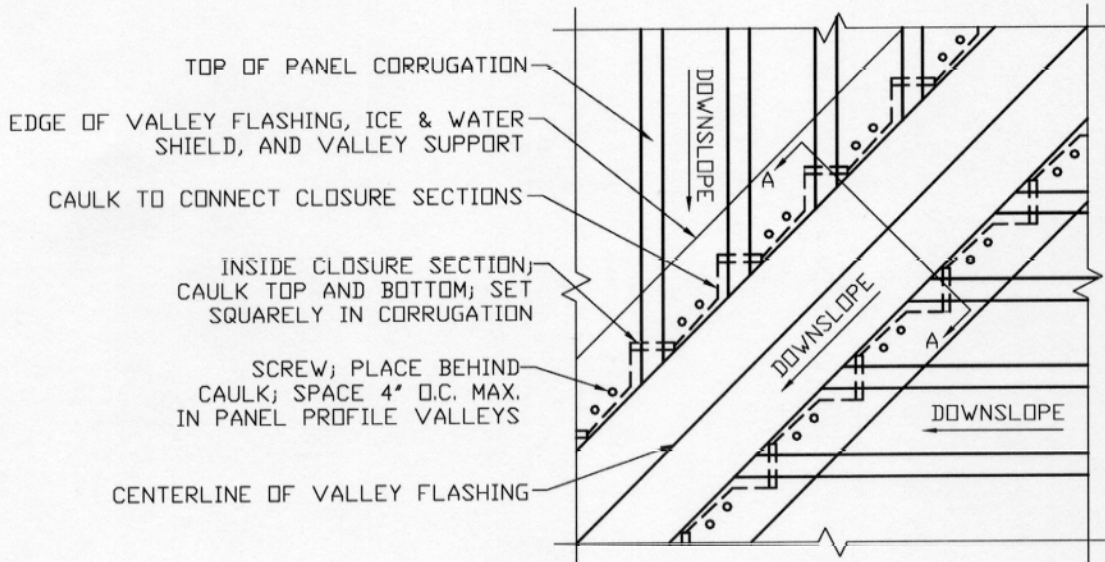 TOP OF PANEL CORRUGATION
EDGE OF VALLEY FLASHING, ICE & WATER
SHIELD, AND VALLEY SUPPORT
CAULK TO CONNECT CLOSURE SECTIONS
INSIDE CLOSURE SECTION;
CAULK TOP AND BOTTOM; SET
SQUARELY IN CORRUGATION
SCREW; PLACE BEHIND
CAULK; SPACE 4" O.C. MAX.
IN PANEL PROFILE VALLEYS
CENTERLINE OF VALLEY FLASHING
DOWNSLOPE
A
DOWNSLOPE
A
DOWNSLOPE